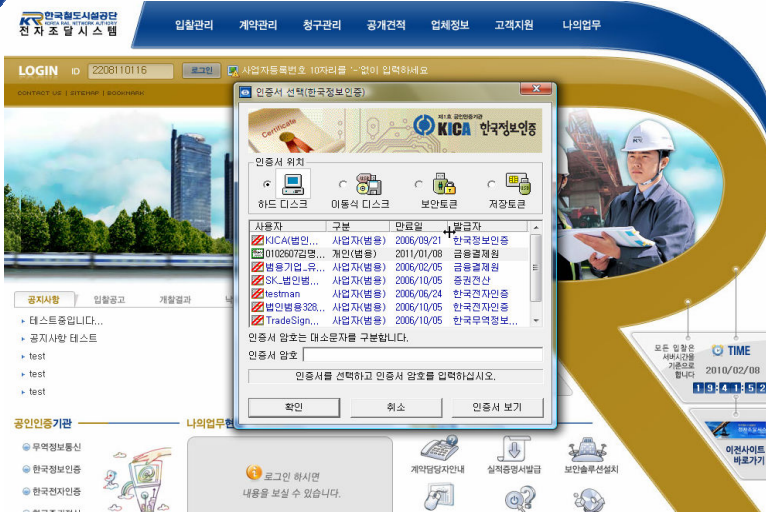 한국철도시설공단
KOREA RAIL NETWORK AUTHORITY
전자조달시스템
입찰관리 계약관리 청구관리 공개견적 업체정보 고객지원 나의업무
LOGIN ID 2208110116 로그인 사업자등록번호 10자리를 '-'없이 입력하세요
CONTACT US | SITEMAP | BOOKMARK
인증서 선택(한국정보인증)
Certificate
제1호 공인인증기관
KICA 한국정보인증
인증서 위치
하드 디스크 이동식 디스크 보안토큰 저장토큰
사용자 구분 만료일 발급자
KICA(법인... 사업자(범용) 2006/09/21 한국정보인증
0102607김명... 개인(범용) 2011/01/08 금융결제원
범용기업_유... 사업자(범용) 2006/02/05 금융결제원
SK_법인범... 사업자(범용) 2006/10/05 증권전산
testman 사업자(범용) 2006/06/24 한국전자인증
법인범용328... 사업자(범용) 2006/10/05 한국전자인증
TradeSign... 사업자(범용) 2006/10/05 한국무역정보...
인증서 암호는 대소문자를 구분합니다.
인증서 암호
인증서를 선택하고 인증서 암호를 입력하십시오.
확인 취소 인증서 보기
공지사항 입찰공고 개찰결과
테스트중입니다...
공지사항 테스트
test
test
test
모든 입찰은
서버시간을
기준으로
합니다
TIME
2010/02/08
19:41:52
이전사이트
바로가기
공인인증기관
무역정보통신
한국정보인증
한국전자인증
나의업무현
로그인 하시면
내용을 보실 수 있습니다.
계약담당자안내 실적증명서발급 보안솔루션설치